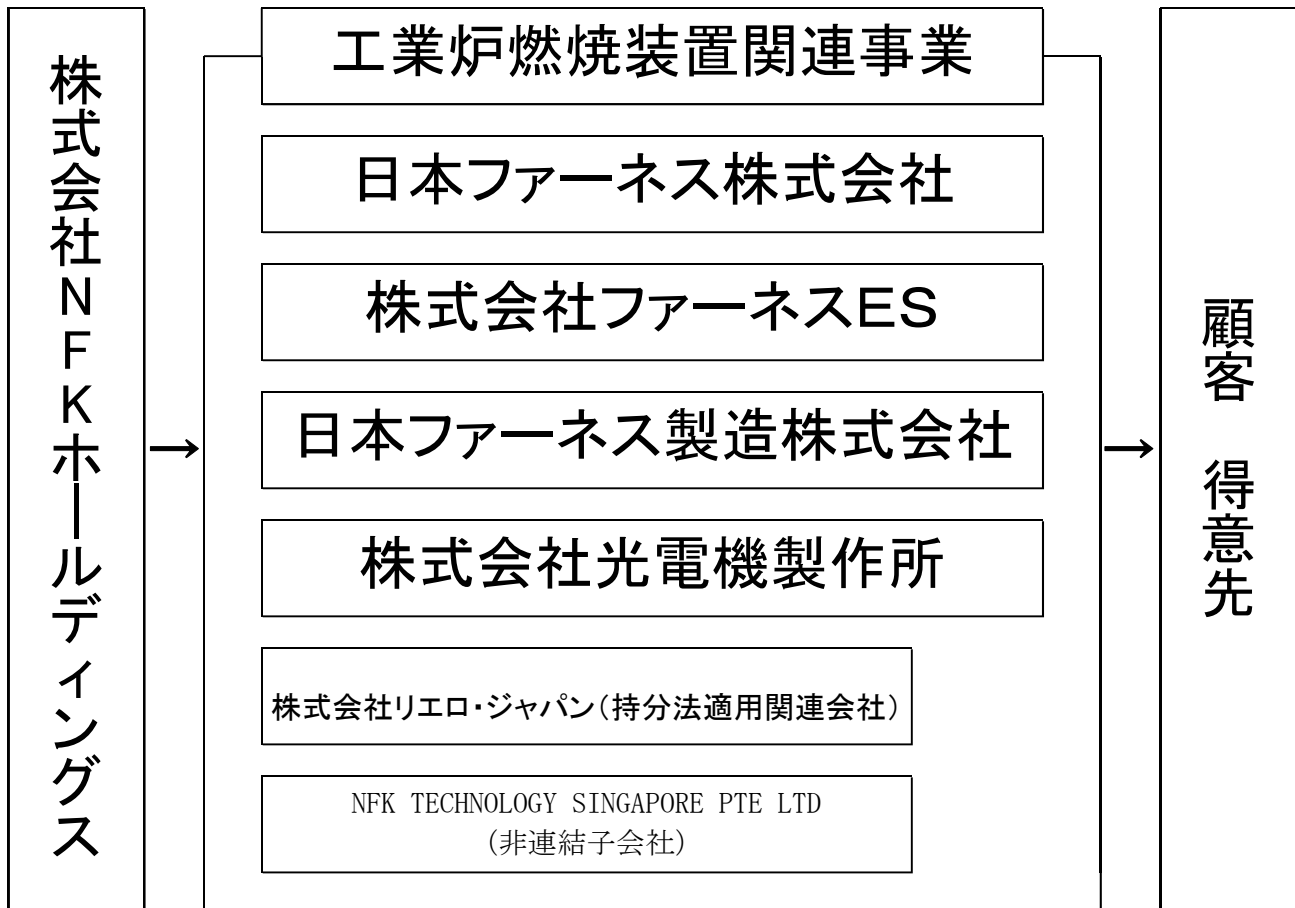 株式会社NFKホールディングス
工業炉燃焼装置関連事業
日本ファーネス株式会社
株式会社ファーネスES
日本ファーネス製造株式会社
株式会社光電機製作所
株式会社リエロ・ジャパン(持分法適用関連会社)
NFK TECHNOLOGY SINGAPORE PTE LTD
(非連結子会社)
→
→
顧客 得意先